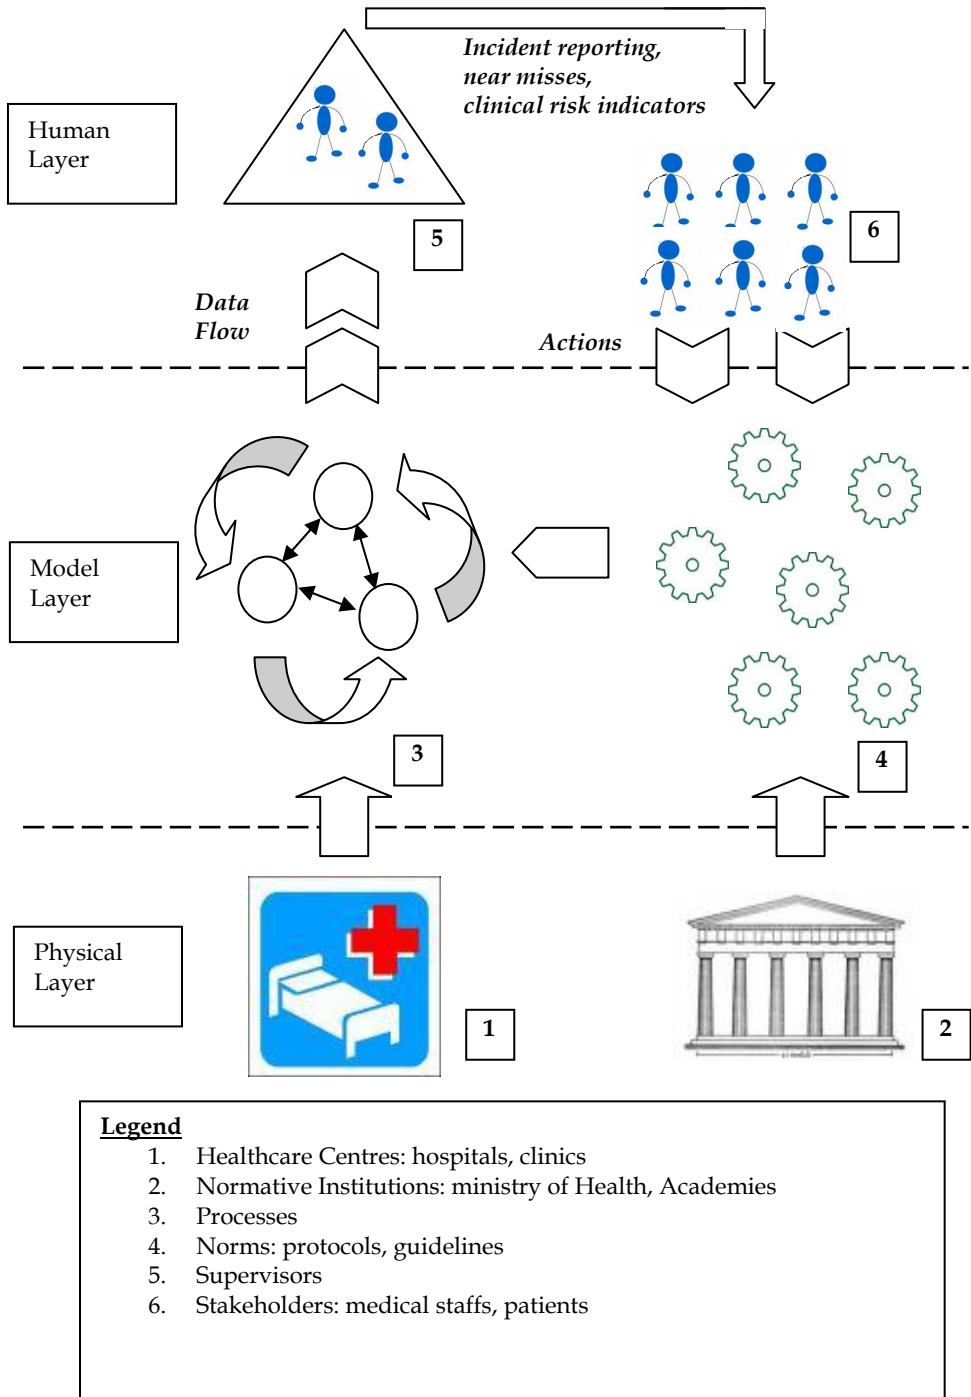 Incident reporting,
near misses,
clinical risk indicators
Human
Layer
5
6
Data
Flow
Actions
Model
Layer
3
4
Physical
Layer
1
2
Legend
1. Healthcare Centres: hospitals, clinics
2. Normative Institutions: ministry of Health, Academies
3. Processes
4. Norms: protocols, guidelines
5. Supervisors
6. Stakeholders: medical staffs, patients